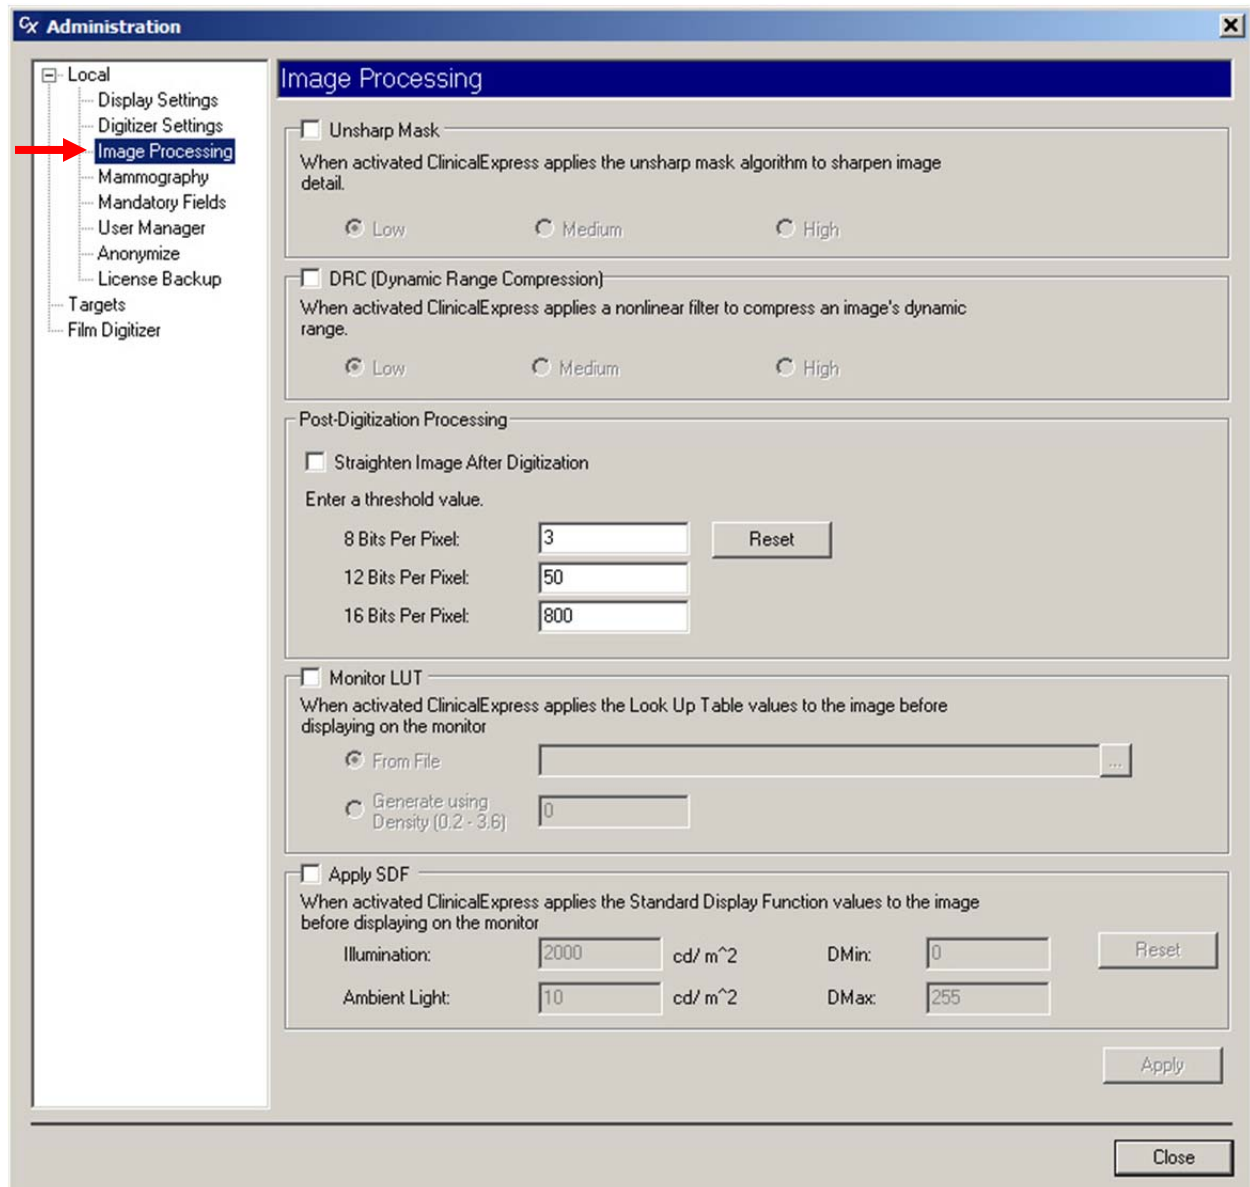 Cx Administration
Local
Display Settings
Digitizer Settings
Image Processing
Mammography
Mandatory Fields
User Manager
Anonymize
License Backup
Targets
Film Digitizer
Image Processing
Unsharp Mask
When activated ClinicalExpress applies the unsharp mask algorithm to sharpen image
detail.
Low Medium High
DRC (Dynamic Range Compression)
When activated ClinicalExpress applies a nonlinear filter to compress an image's dynamic
range.
Low Medium High
Post-Digitization Processing
Straighten Image After Digitization
Enter a threshold value.
8 Bits Per Pixel: 3 Reset
12 Bits Per Pixel: 50
16 Bits Per Pixel: 800
Monitor LUT
When activated ClinicalExpress applies the Look Up Table values to the image before
displaying on the monitor
From File ...
Generate using
Density (0.2 - 3.6) 0
Apply SDF
When activated ClinicalExpress applies the Standard Display Function values to the image
before displaying on the monitor
Illumination: 2000 cd/ m^2 DMin: 0 Reset
Ambient Light: 10 cd/ m^2 DMax: 255
Apply
Close